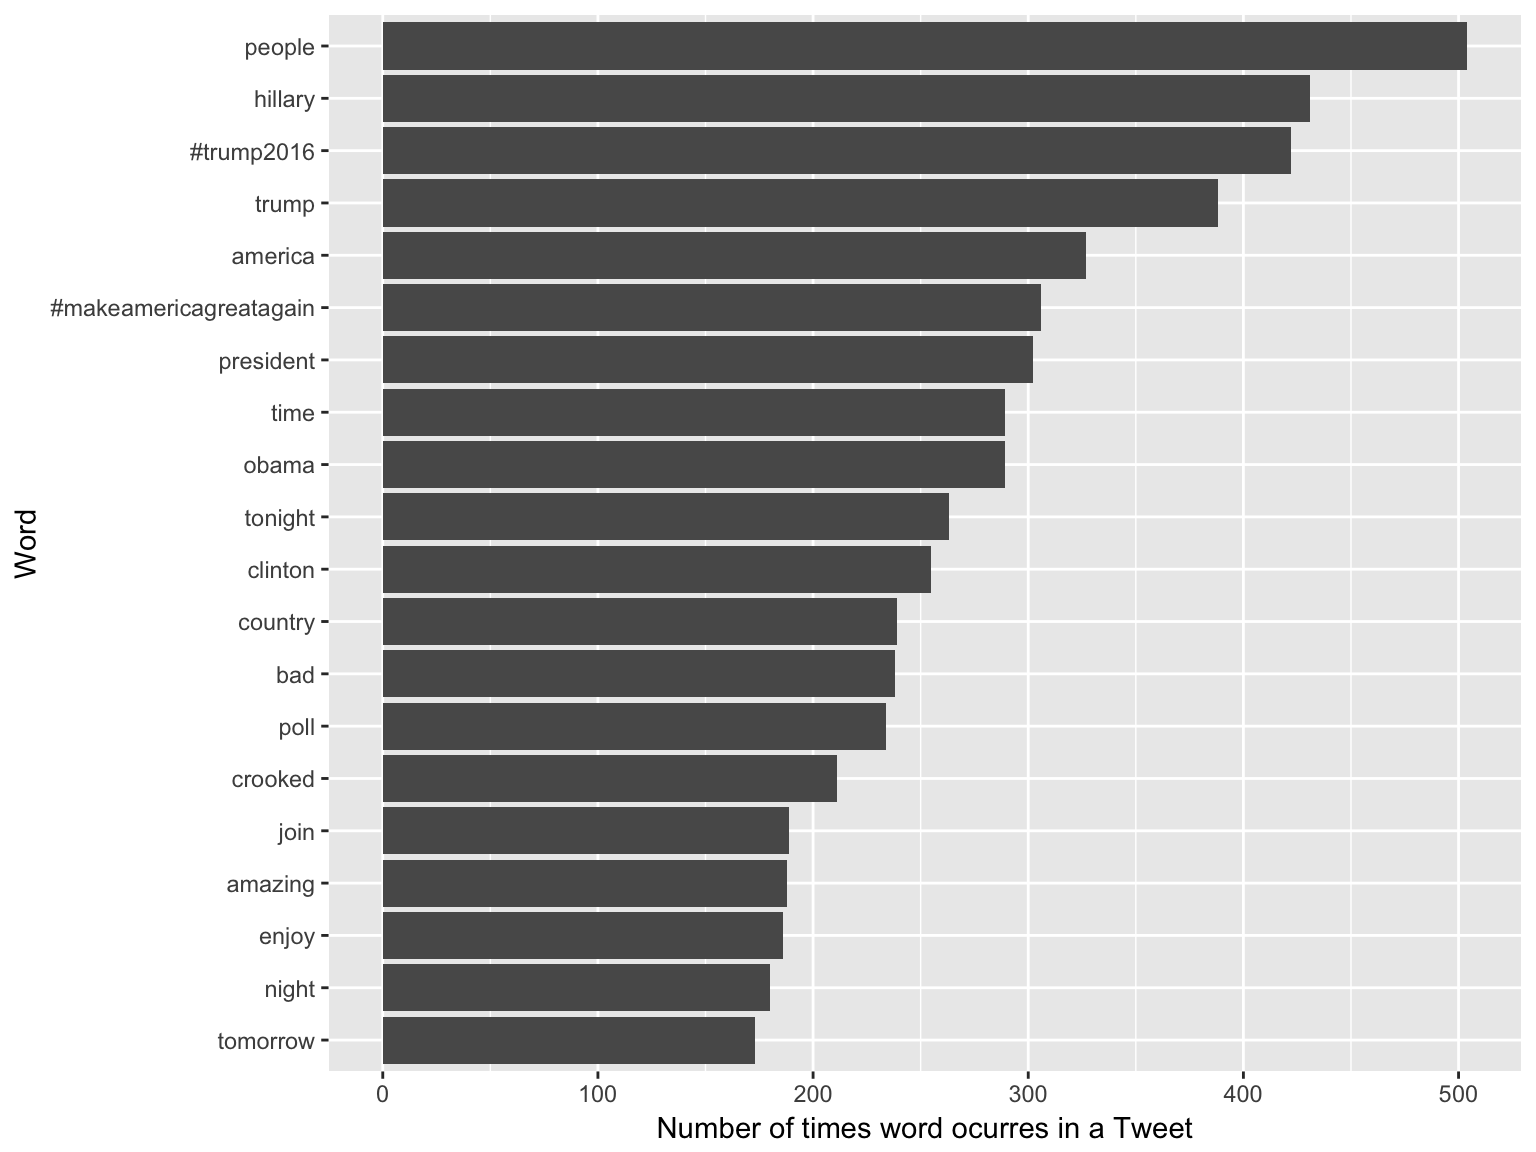 people
hillary
#trump2016
trump
america
#makeamericagreatagain
president
time
obama
tonight
clinton
country
bad
poll
crooked
join
amazing
enjoy
night
tomorrow
Word
0 100 200 300 400 500
Number of times word ocurres in a Tweet